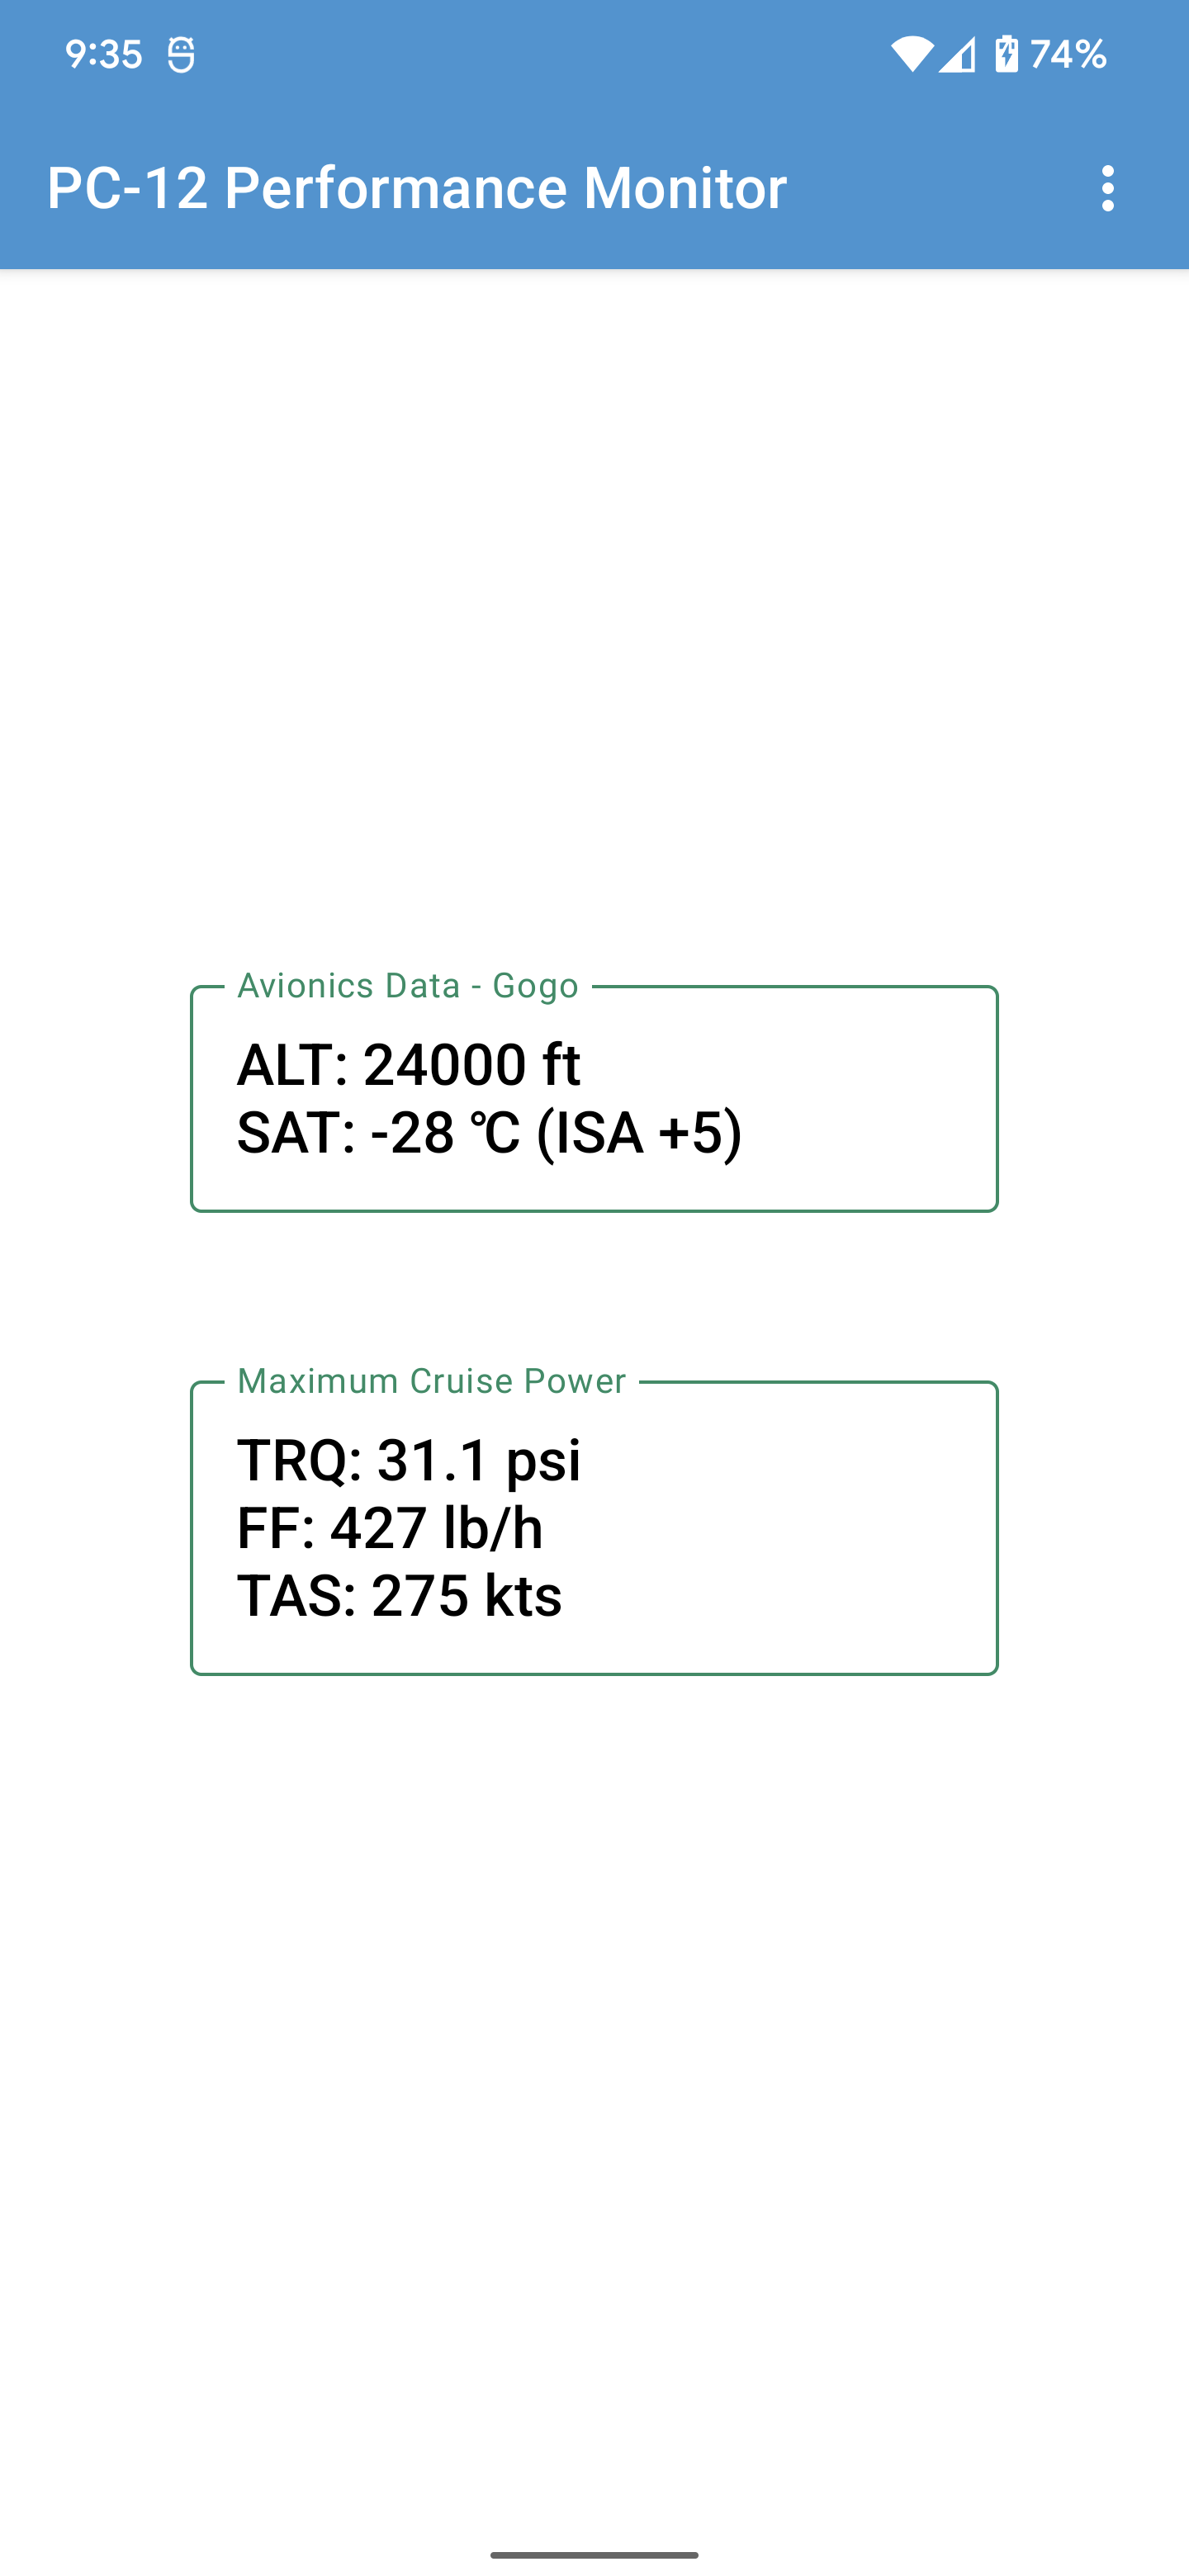 9:35 74%
PC-12 Performance Monitor
Avionics Data - Gogo
ALT: 24000 ft
SAT: -28 ℃ (ISA +5)
Maximum Cruise Power
TRQ: 31.1 psi
FF: 427 lb/h
TAS: 275 kts